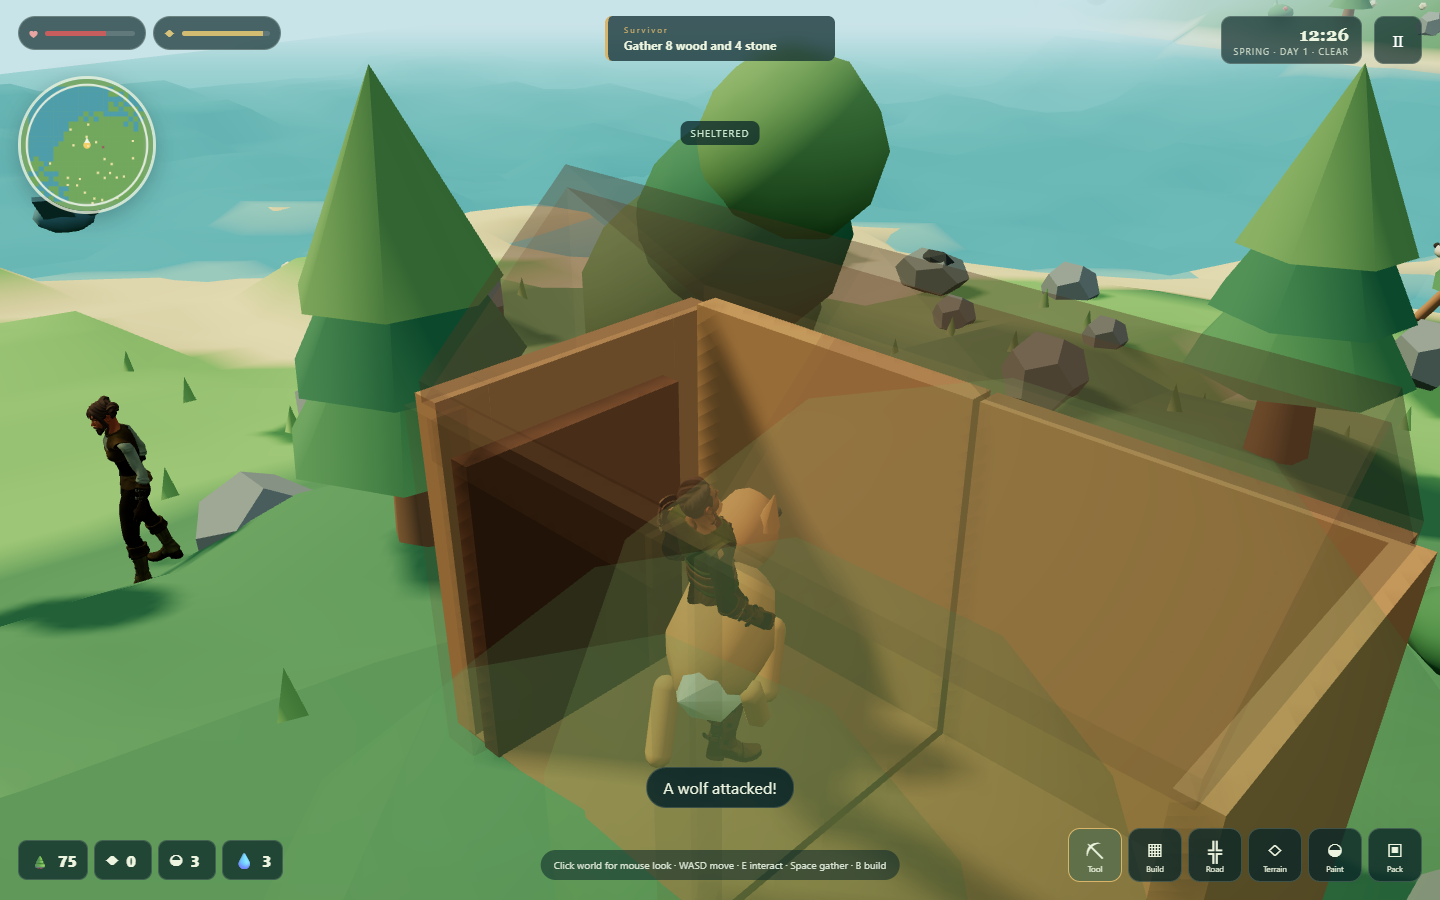 Survivor
Gather 8 wood and 4 stone
12:26
SPRING · DAY 1 · CLEAR
II
SHELTERED
A wolf attacked!
75
0
3
3
Click world for mouse look · WASD move · E interact · Space gather · B build
Tool
Build
Road
Terrain
Paint
Pack